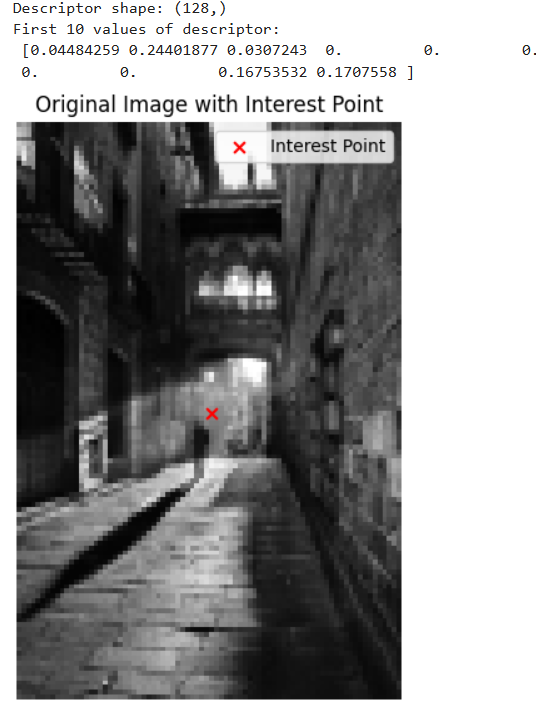 Descriptor shape: (128,)
First 10 values of descriptor:
[0.04484259 0.24401877 0.0307243  0.         0.         0.
0.         0.         0.16753532 0.1707558 ]
Original Image with Interest Point
Interest Point